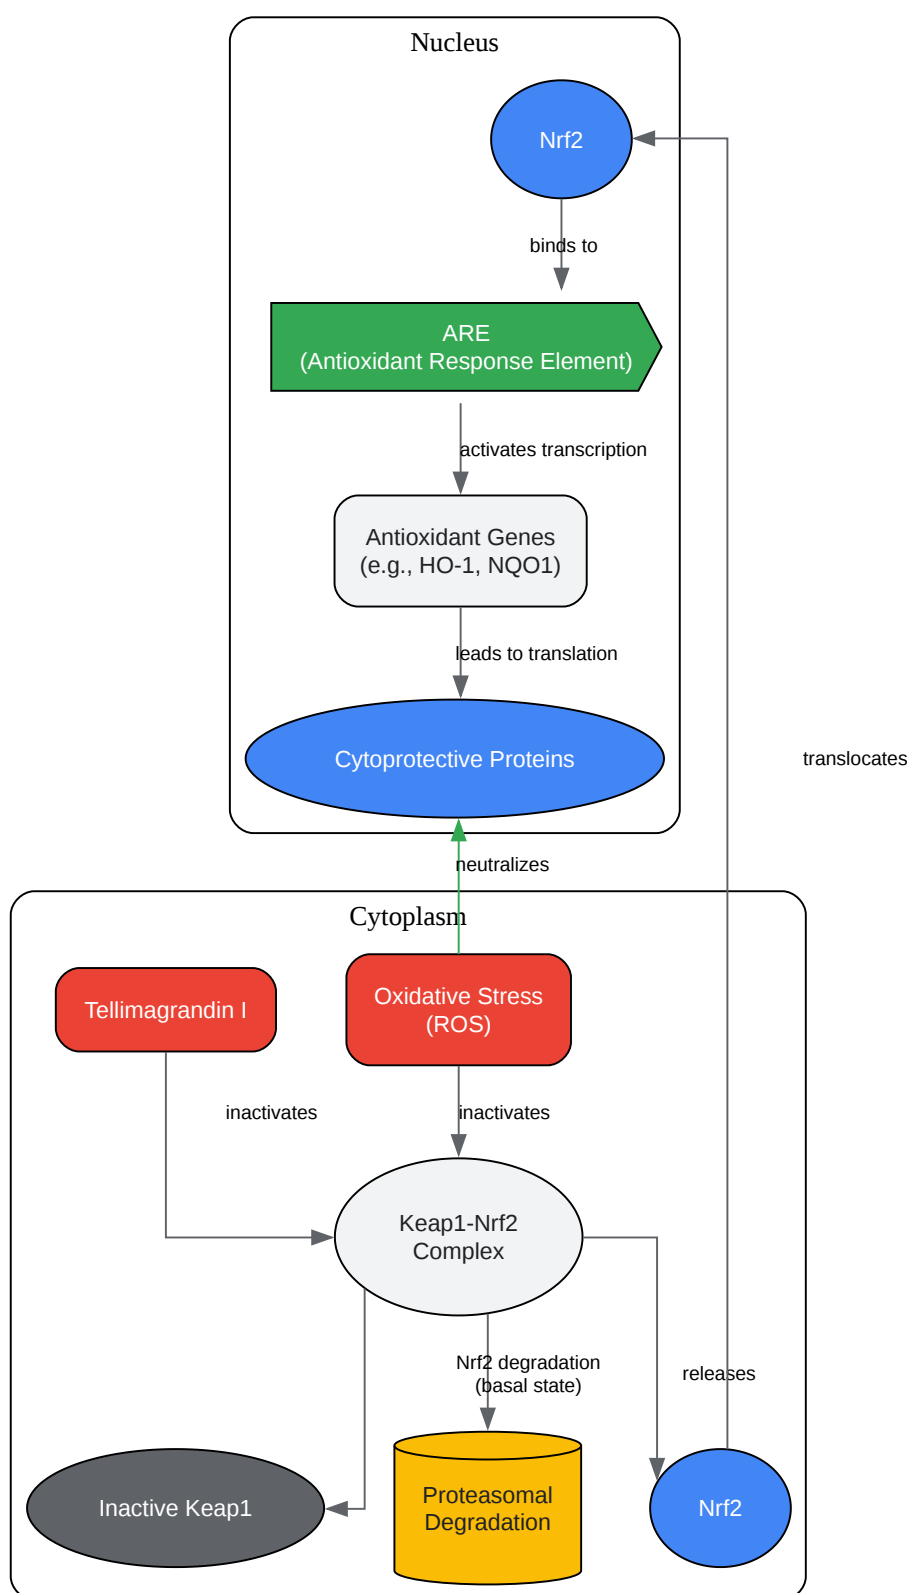 Nucleus
Nrf2
binds to
ARE
(Antioxidant Response Element)
activates transcription
Antioxidant Genes
(e.g., HO-1, NQO1)
leads to translation
Cytoprotective Proteins
translocates
neutralizes
Cytoplasm
Tellimagrandin I
Oxidative Stress
(ROS)
inactivates
inactivates
Keap1-Nrf2
Complex
Nrf2 degradation
(basal state)
releases
Inactive Keap1
Proteasomal
Degradation
Nrf2